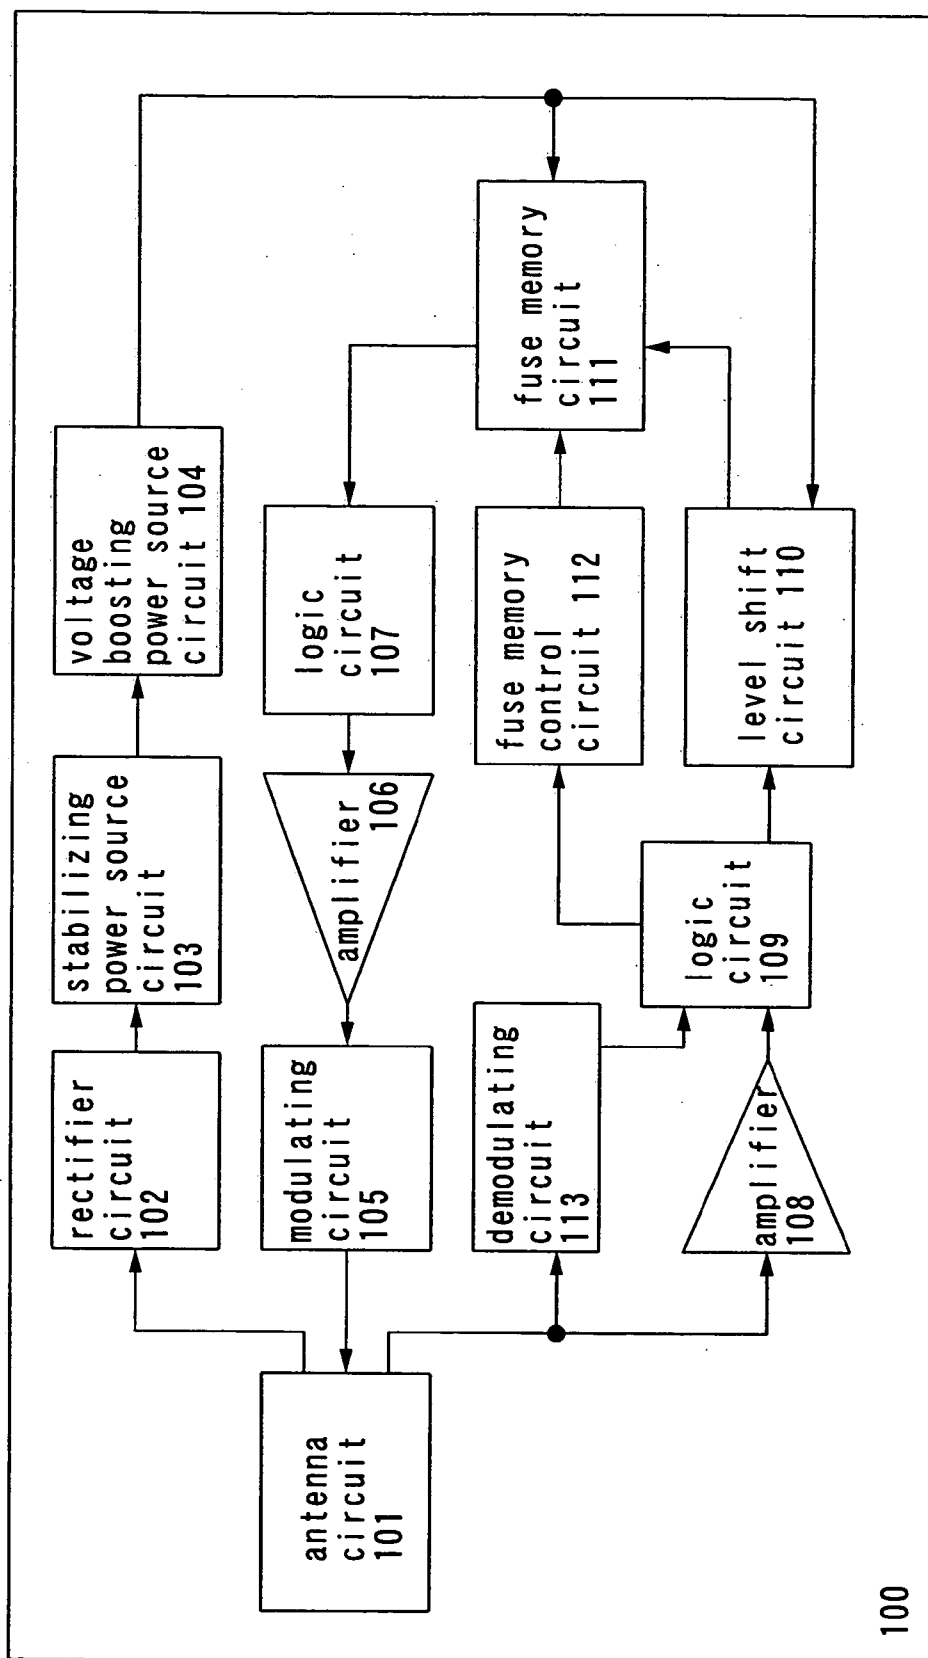 rectifier
circuit
102
stabilizing
power source
circuit
103
voltage
boosting
power source
circuit 104
antenna
circuit
101
modulating
circuit
105
amplifier
106
logic
circuit
107
demodulating
circuit
113
fuse memory
control
circuit 112
fuse memory
circuit
111
amplifier
108
logic
circuit
109
level shift
circuit 110
100